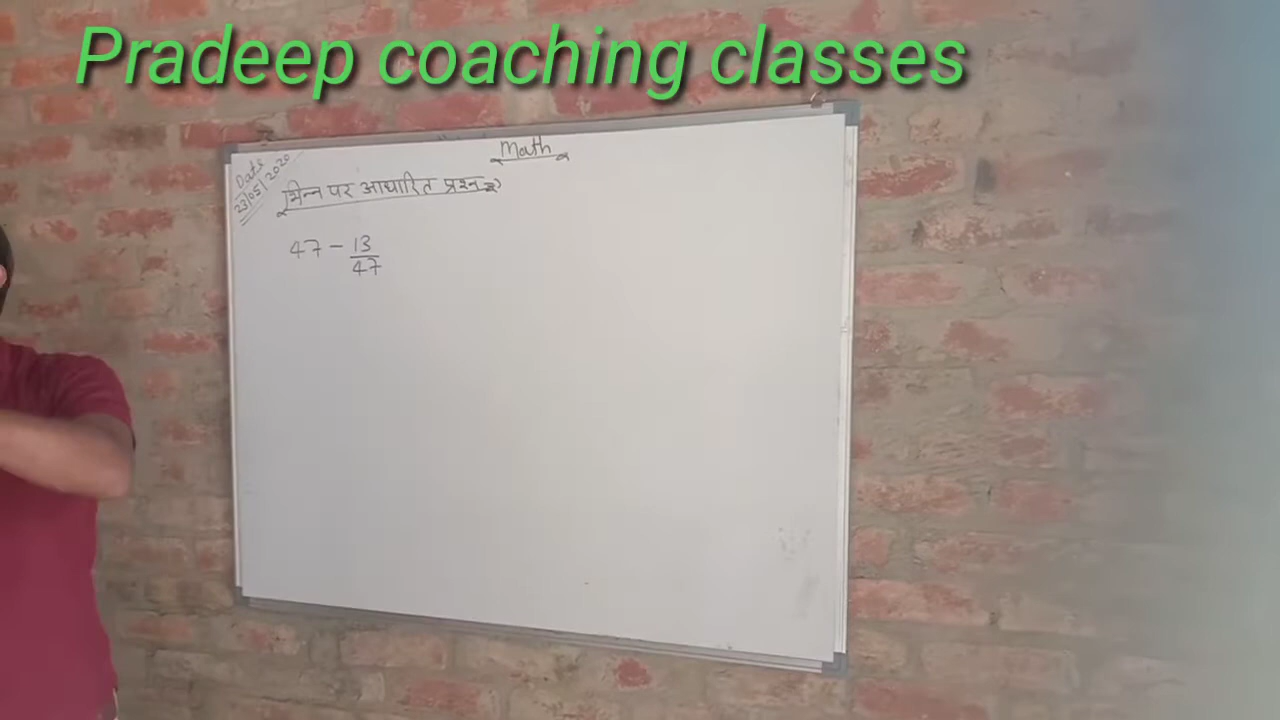 Pradeep coaching classes
Math
Date
23/05/2020
भिन्न पर आधारित प्रश्न
47 - 13/47